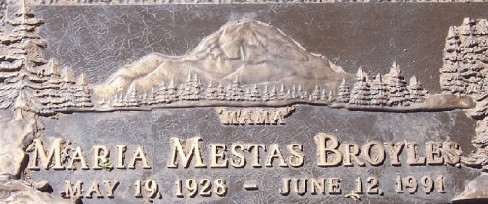 MAMA
MARIA MESTAS BROYLES
MAY 19, 1928 - JUNE 12, 1991